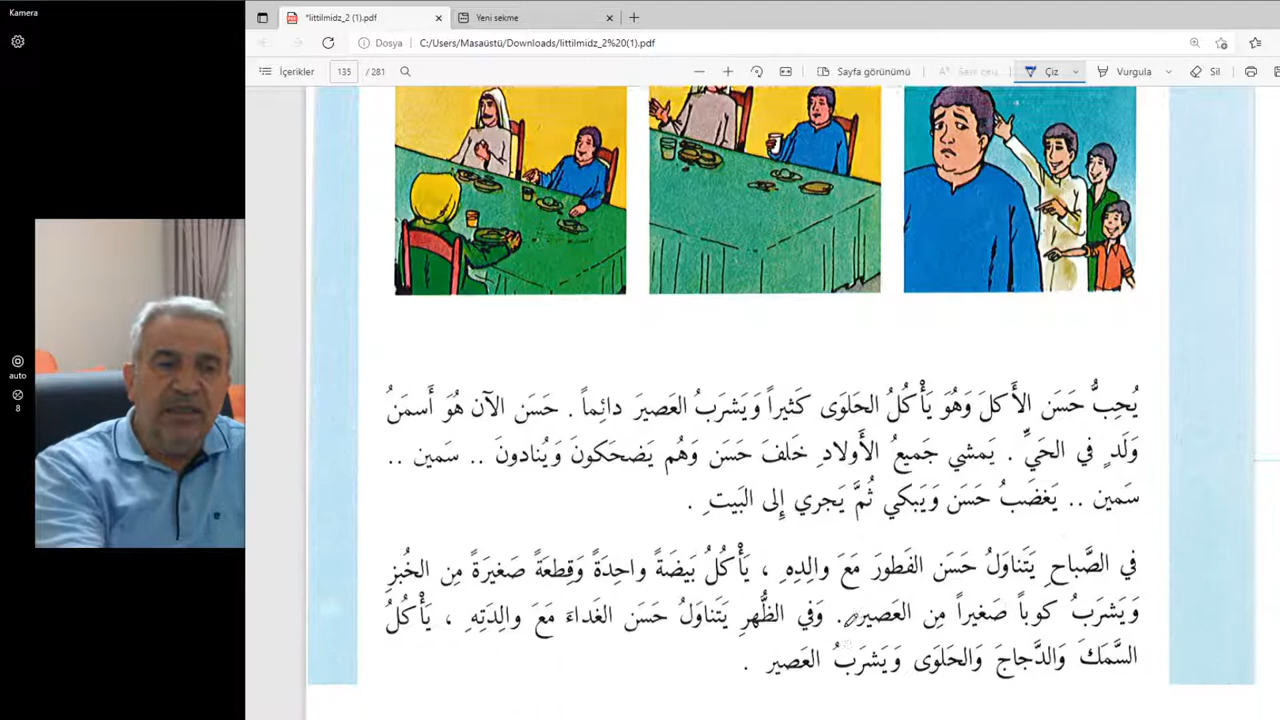 Kamera
*littilmidz_2 (1).pdf
Yeni sekme
Dosya
C:/Users/Masaüstü/Downloads/littilmidz_2%20(1).pdf
İçerikler
135
/ 281
Sayfa görünümü
Çiz
Vurgula
Sil
auto
8
يُحِبُّ حَسَن الأَكلَ وَهُوَ يَأْكُلُ الحَلوَى كَثيراً وَيَشرَبُ العَصيرَ دائِماً . حَسَن الآن هُوَ أَسمَنُ
وَلَدٍ في الحَيِّ . يَمشي جَميعُ الأَولادِ خَلفَ حَسَن وَهُم يَضحَكونَ وَيُنادونَ .. سَمين ..
سَمين .. يَغضَبُ حَسَن وَيَبكي ثُمَّ يَجري إِلى البَيتِ .
في الصَّباحِ يَتَناوَلُ حَسَن الفَطورَ مَعَ والِدِهِ ، يَأْكُلُ بَيضَةً واحِدَةً وَقِطعَةً صَغيرَةً مِن الخُبزِ
وَيَشرَبُ كوباً صَغيراً مِن العَصيرِ . وَفي الظُّهرِ يَتَناوَلُ حَسَن الغَداءَ مَعَ والِدَتِهِ ، يَأْكُلُ
السَّمَكَ وَالدَّجاجَ وَالحَلوَى وَيَشرَبُ العَصير .